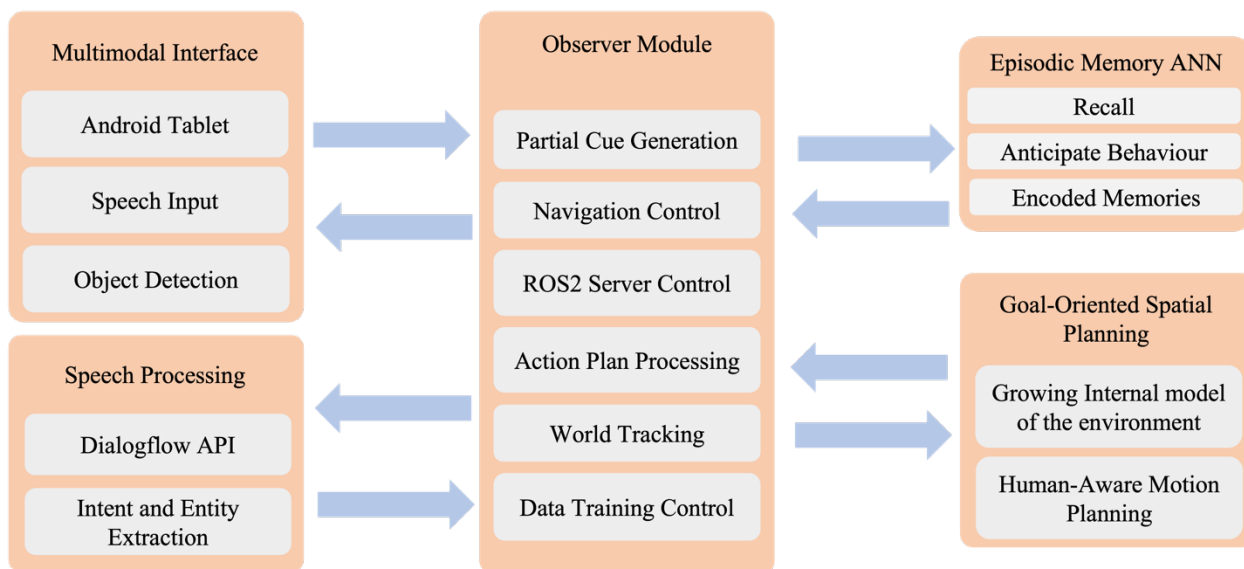 Multimodal Interface
Android Tablet
Speech Input
Object Detection
Speech Processing
Dialogflow API
Intent and Entity
Extraction
Observer Module
Partial Cue Generation
Navigation Control
ROS2 Server Control
Action Plan Processing
World Tracking
Data Training Control
Episodic Memory ANN
Recall
Anticipate Behaviour
Encoded Memories
Goal-Oriented Spatial
Planning
Growing Internal model
of the environment
Human-Aware Motion
Planning